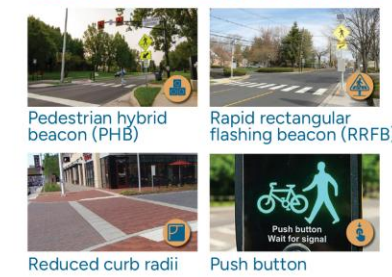 Pedestrian hybrid
beacon (PHB)
Rapid rectangular
flashing beacon (RRFB)
Push button
Wait for signal
Reduced curb radii
Push button